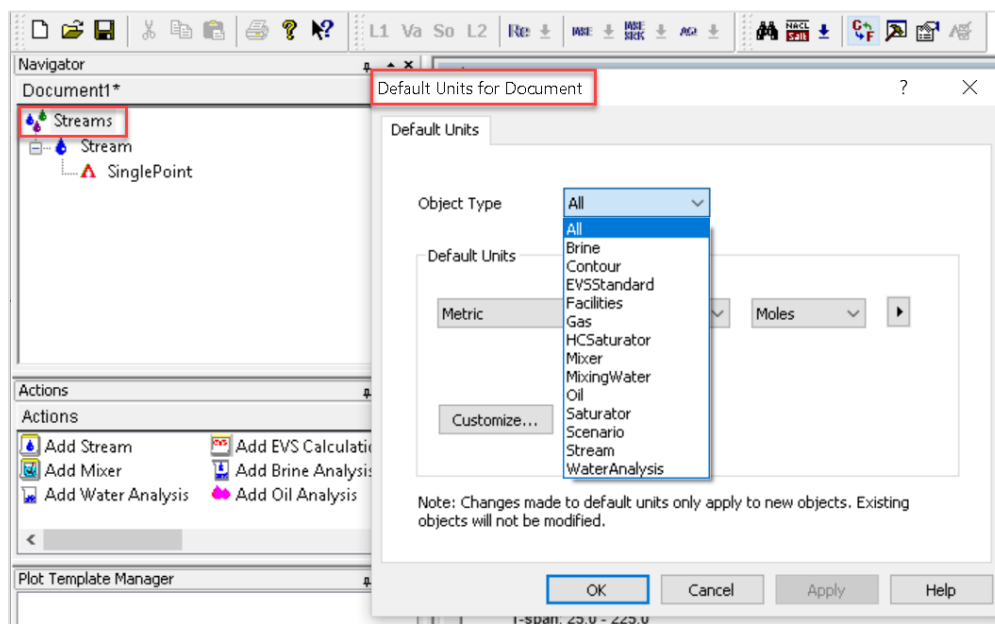 L1 Va So L2
Navigator
Document1*
Streams
Stream
SinglePoint
Default Units for Document
?
Default Units
Object Type
All
All
Brine
Contour
EVSStandard
Facilities
Gas
HCSaturator
Mixer
MixingWater
Oil
Saturator
Scenario
Stream
WaterAnalysis
Default Units
Metric
Moles
Customize...
Note: Changes made to default units only apply to new objects. Existing
objects will not be modified.
OK Cancel Apply Help
Actions
Actions
Add Stream
Add EVS Calculatio
Add Mixer
Add Brine Analysis
Add Water Analysis
Add Oil Analysis
Plot Template Manager
T-span: 25.0 - 225.0